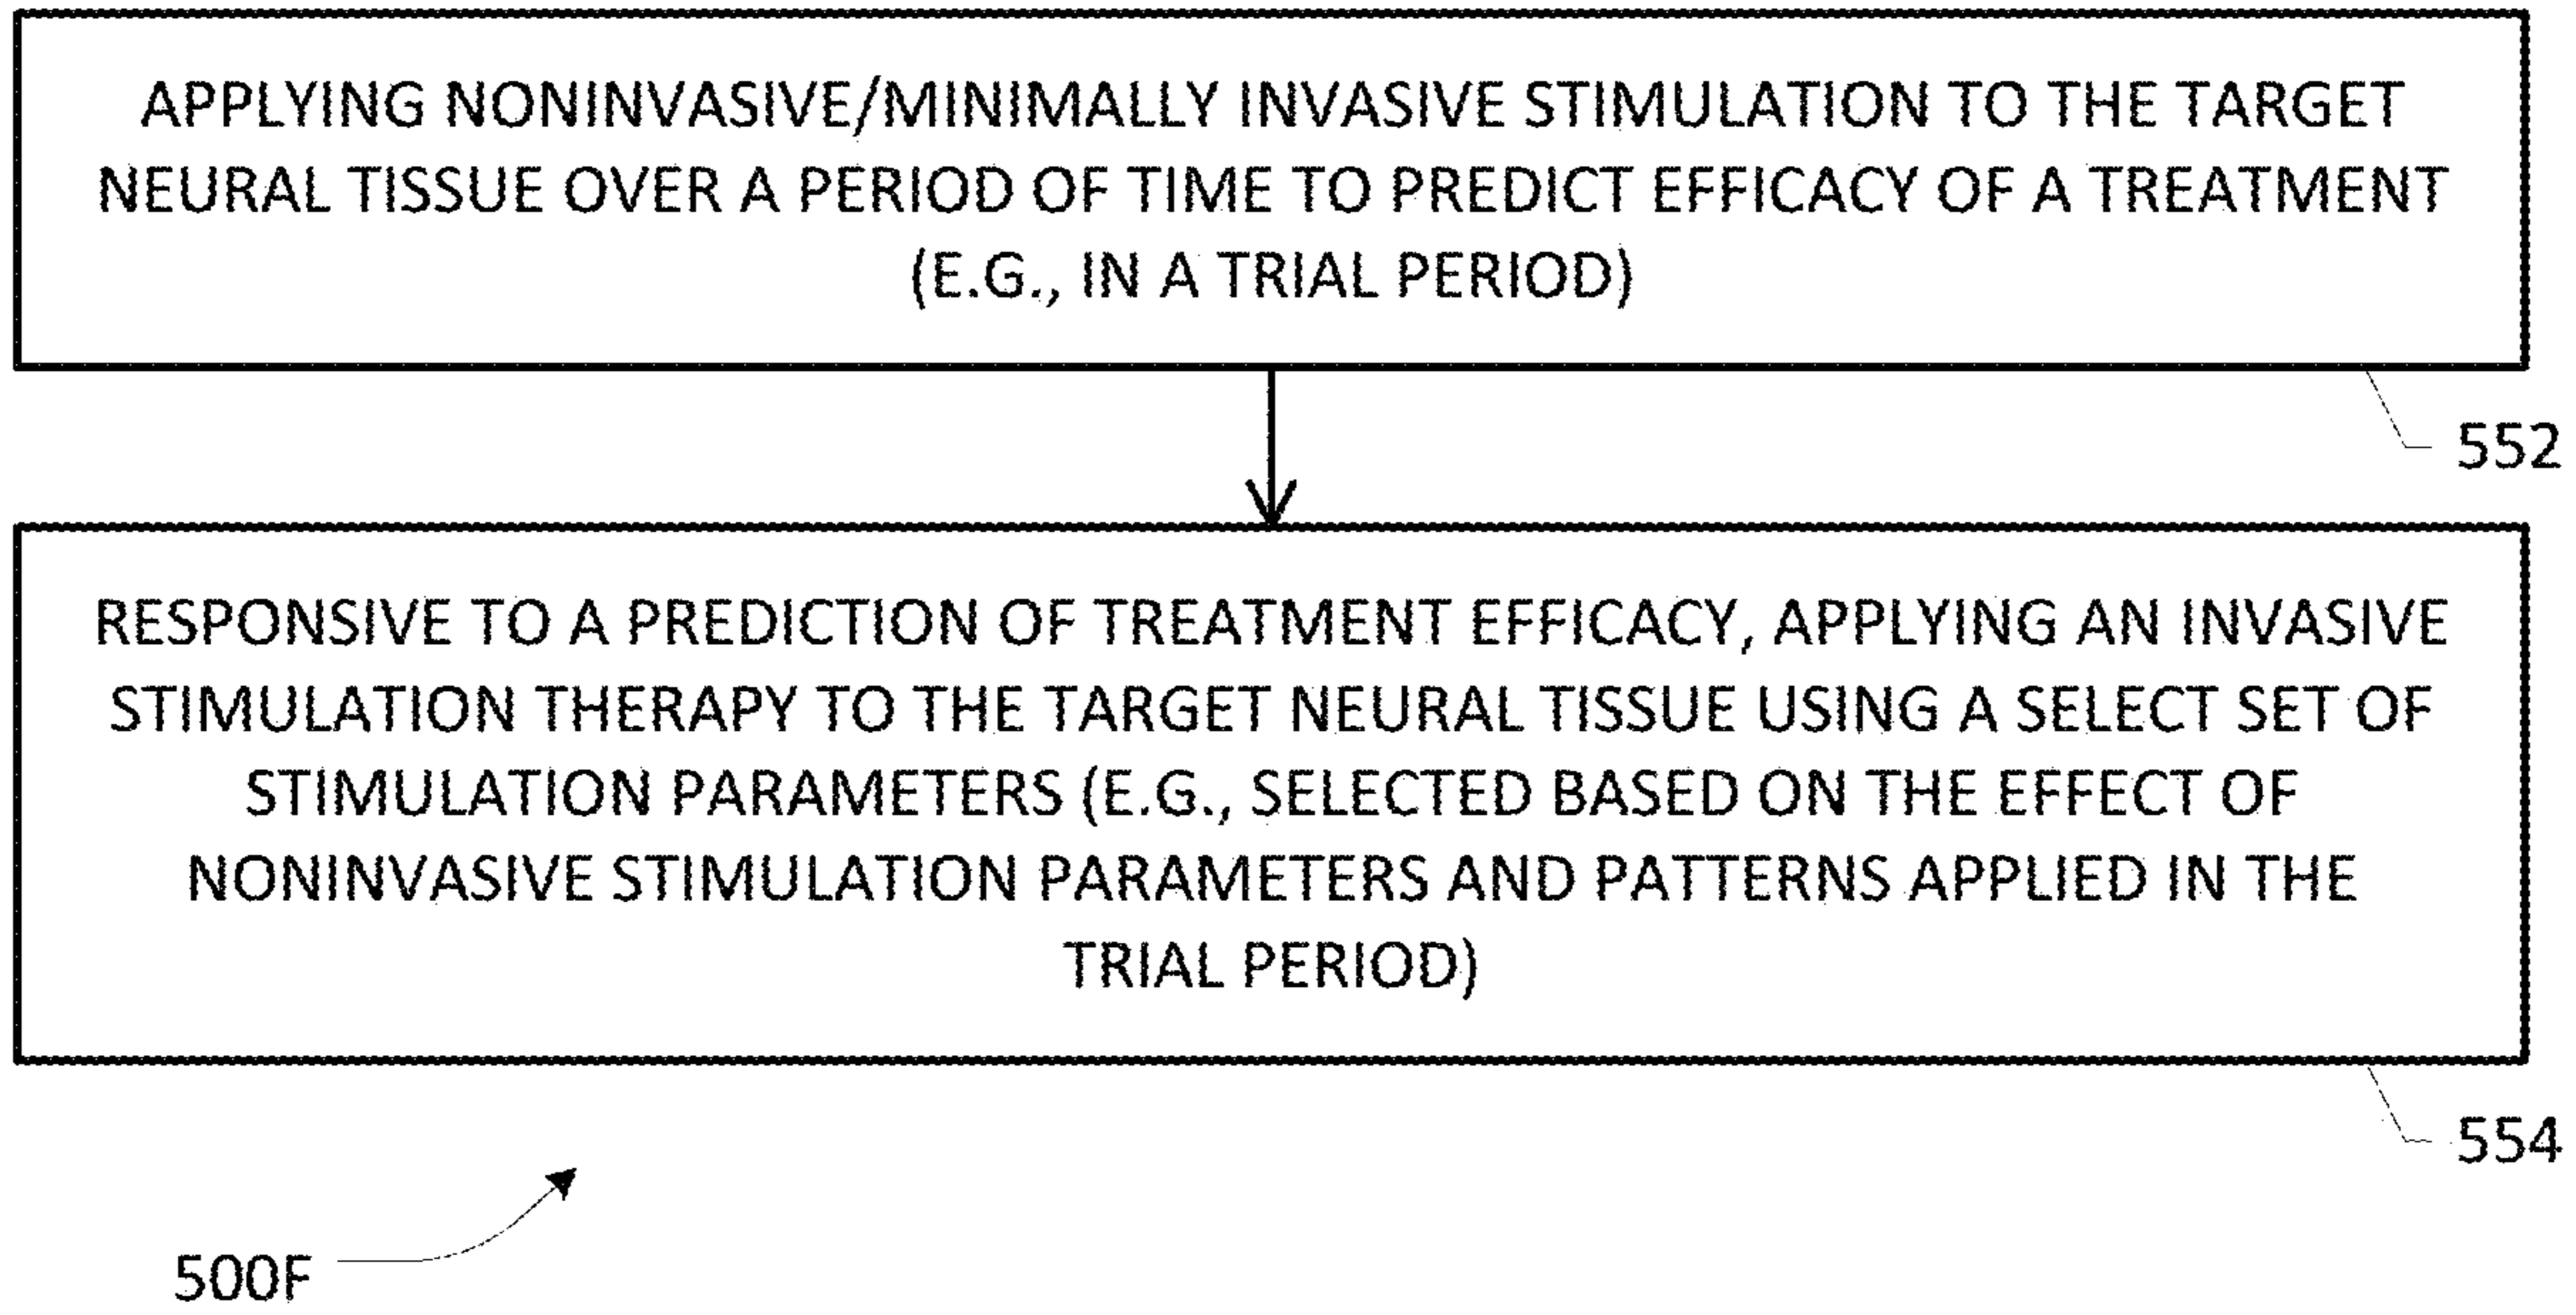 APPLYING NONINVASIVE/MINIMALLY INVASIVE STIMULATION TO THE TARGET
NEURAL TISSUE OVER A PERIOD OF TIME TO PREDICT EFFICACY OF A TREATMENT
(E.G., IN A TRIAL PERIOD)
552
RESPONSIVE TO A PREDICTION OF TREATMENT EFFICACY, APPLYING AN INVASIVE
STIMULATION THERAPY TO THE TARGET NEURAL TISSUE USING A SELECT SET OF
STIMULATION PARAMETERS (E.G., SELECTED BASED ON THE EFFECT OF
NONINVASIVE STIMULATION PARAMETERS AND PATTERNS APPLIED IN THE
TRIAL PERIOD)
554
500F